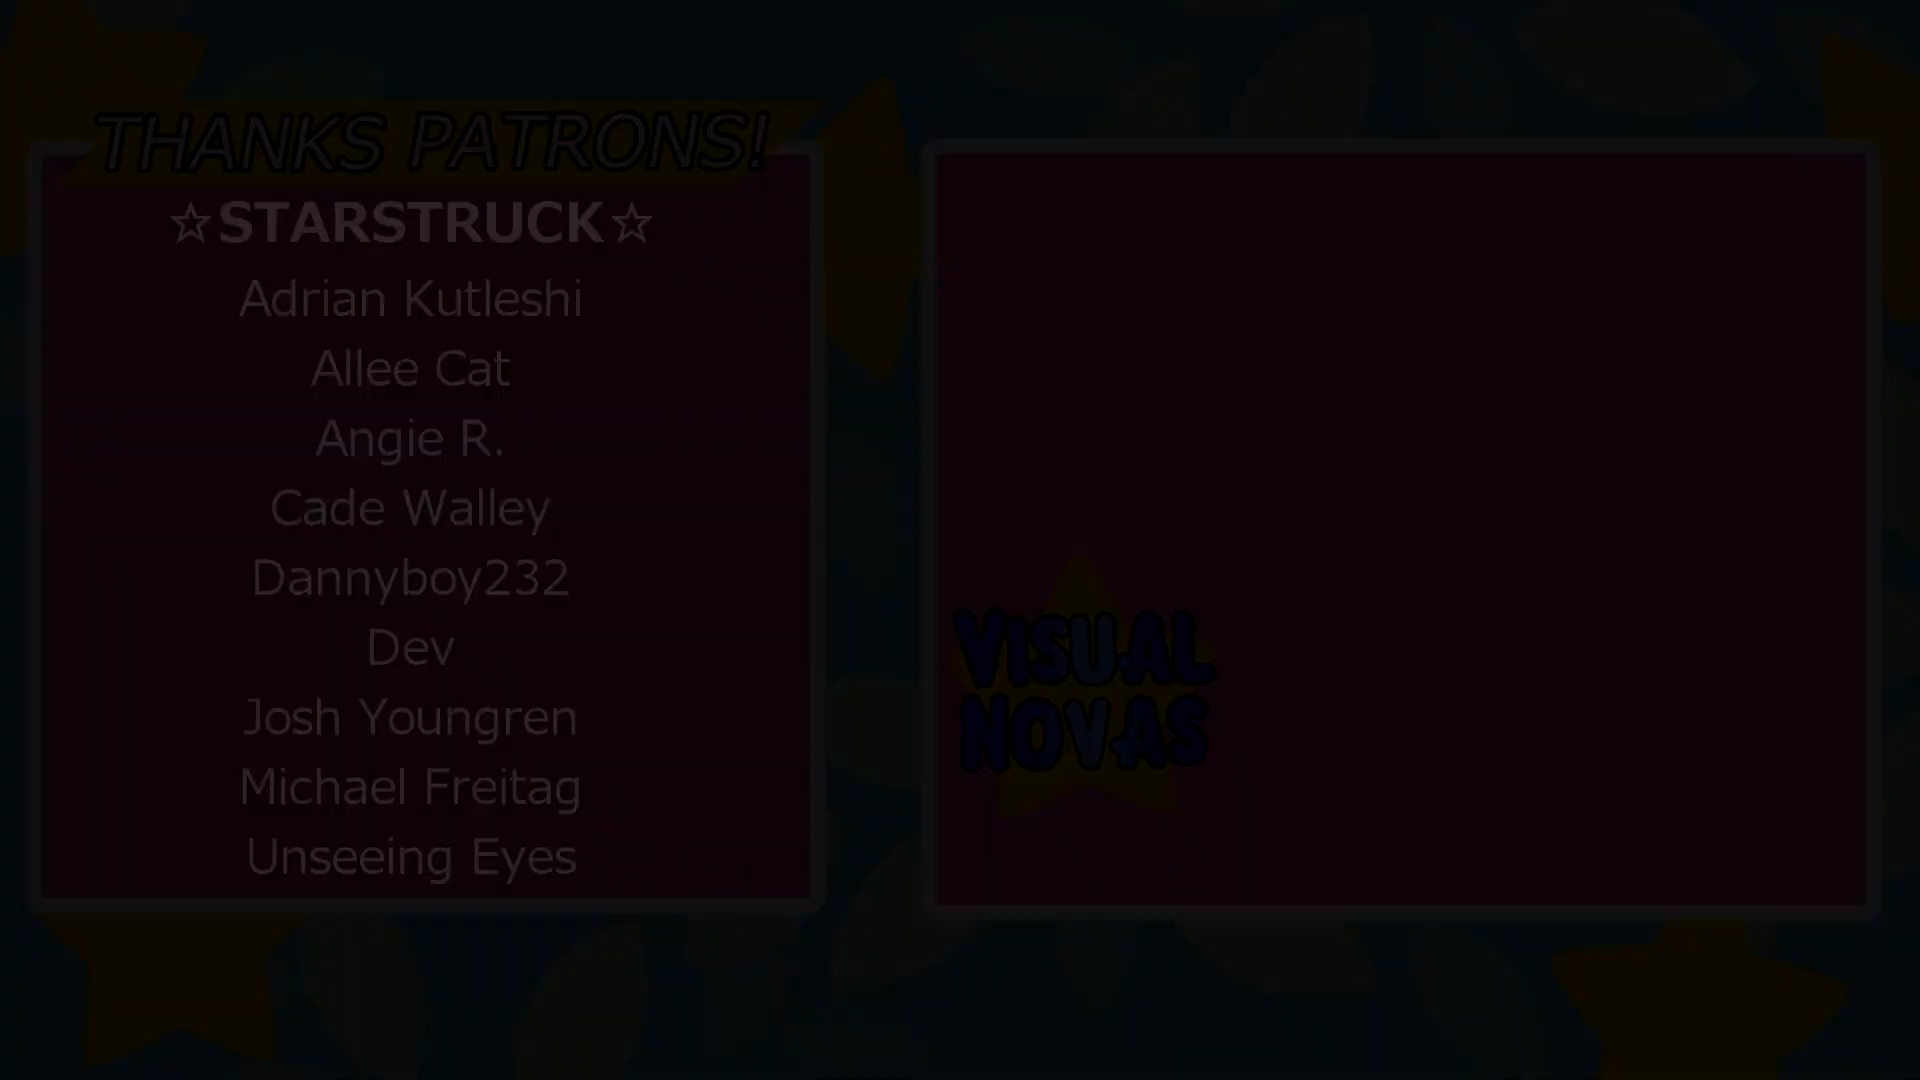 THANKS PATRONS!
☆STARSTRUCK☆
Adrian Kutleshi
Allee Cat
Angie R.
Cade Walley
Dannyboy232
Dev
Josh Youngren
Michael Freitag
Unseeing Eyes
VISUAL
NOVAS